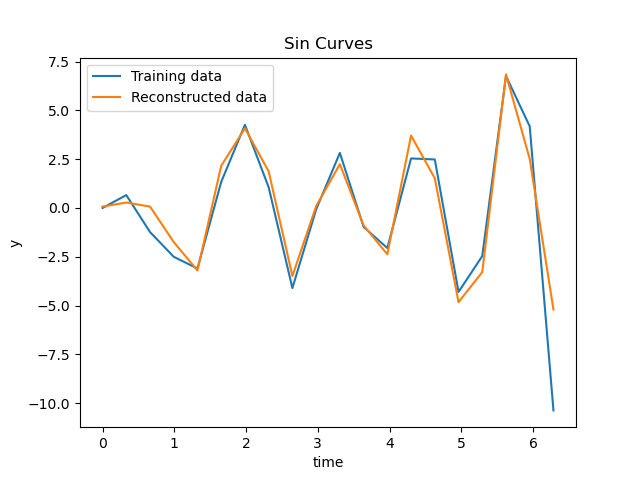 Sin Curves
Training data
Reconstructed data
7.5
5.0
2.5
0.0
−2.5
−5.0
−7.5
−10.0
y
0 1 2 3 4 5 6
time